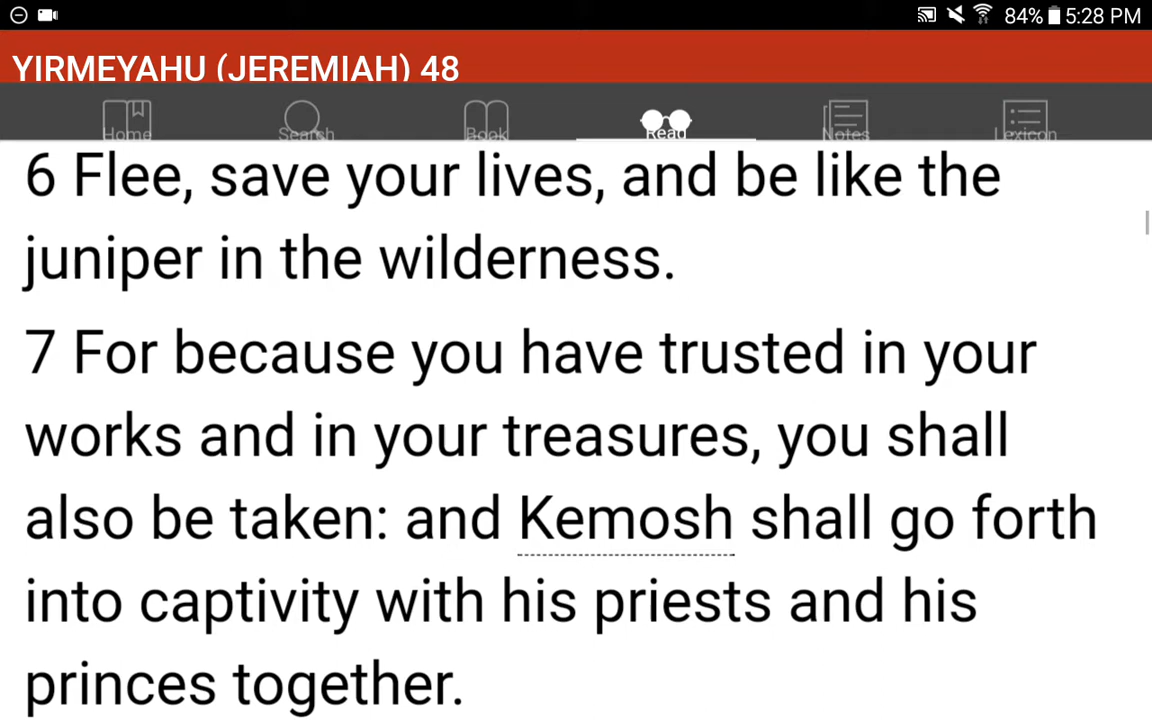 84% 5:28 PM
YIRMEYAHU (JEREMIAH) 48
Home Search Book Read Notes Lexicon
6 Flee, save your lives, and be like the
juniper in the wilderness.
7 For because you have trusted in your
works and in your treasures, you shall
also be taken: and Kemosh shall go forth
into captivity with his priests and his
princes together.